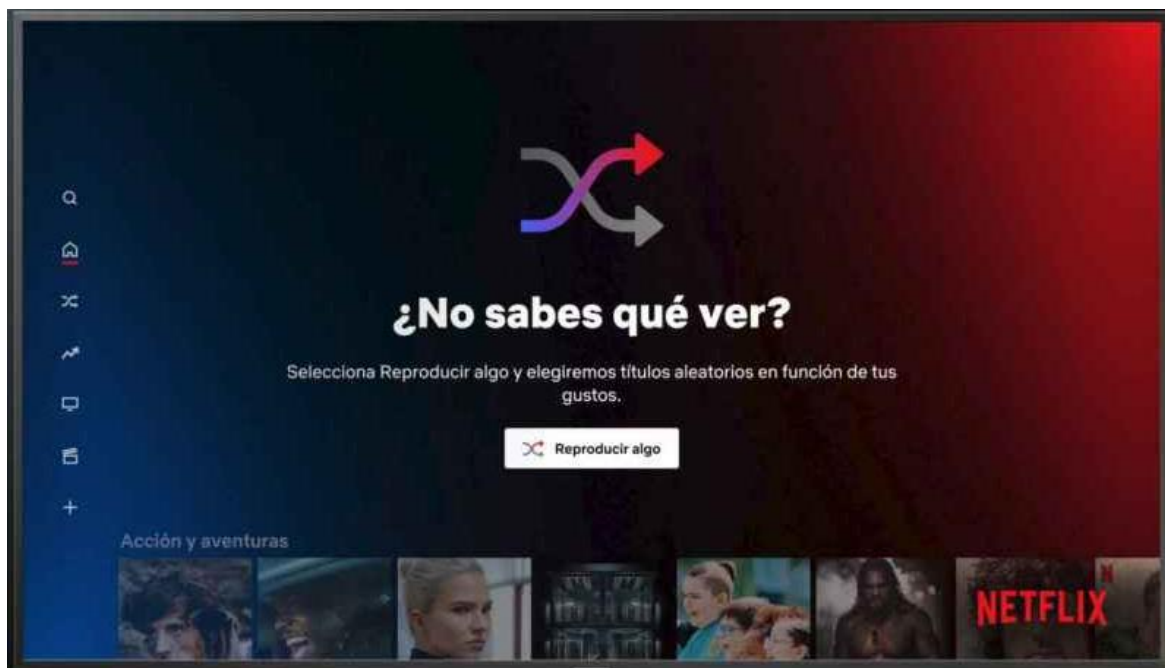 ¿No sabes qué ver?
Selecciona Reproducir algo y elegiremos títulos aleatorios en función de tus
gustos.
Reproducir algo
Acción y aventuras
N
NETFLIX